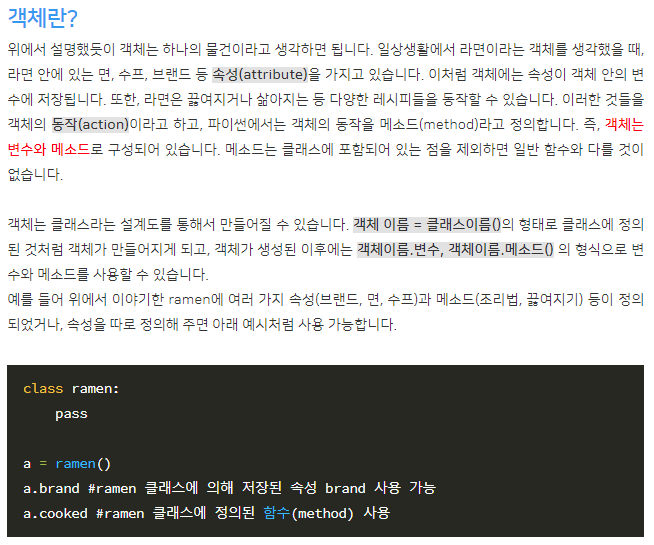 객체란?
위에서 설명했듯이 객체는 하나의 물건이라고 생각하면 됩니다. 일상생활에서 라면이라는 객체를 생각했을 때,
라면 안에 있는 면, 수프, 브랜드 등 속성(attribute)을 가지고 있습니다. 이처럼 객체에는 속성이 객체 안의 변
수에 저장됩니다. 또한, 라면은 끓여지거나 삶아지는 등 다양한 레시피들을 동작할 수 있습니다. 이러한 것들을
객체의 동작(action)이라고 하고, 파이썬에서는 객체의 동작을 메소드(method)라고 정의합니다. 즉, 객체는
변수와 메소드로 구성되어 있습니다. 메소드는 클래스에 포함되어 있는 점을 제외하면 일반 함수와 다를 것이
없습니다.
객체는 클래스라는 설계도를 통해서 만들어질 수 있습니다. 객체 이름 = 클래스이름()의 형태로 클래스에 정의
된 것처럼 객체가 만들어지게 되고, 객체가 생성된 이후에는 객체이름.변수, 객체이름.메소드() 의 형식으로 변
수와 메소드를 사용할 수 있습니다.
예를 들어 위에서 이야기한 ramen에 여러 가지 속성(브랜드, 면, 수프)과 메소드(조리법, 끓여지기) 등이 정의
되었거나, 속성을 따로 정의해 주면 아래 예시처럼 사용 가능합니다.
class ramen:
    pass
a = ramen()
a.brand #ramen 클래스에 의해 저장된 속성 brand 사용 가능
a.cooked #ramen 클래스에 정의된 함수(method) 사용